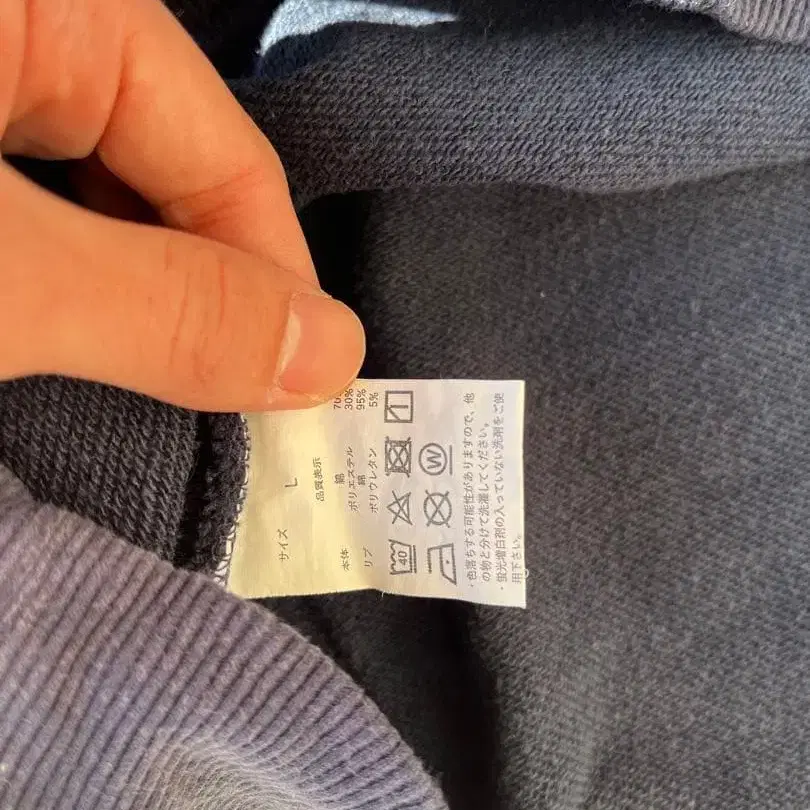 サイズ L
品質表示
本体 綿 70
ポリエステル 30%
リブ 綿 95%
ポリウレタン 5%
40
W
・色落ちする可能性がありますので、他
の物と分けて洗濯してください。
・蛍光増白剤の入っていない洗剤をご使
用下さい。